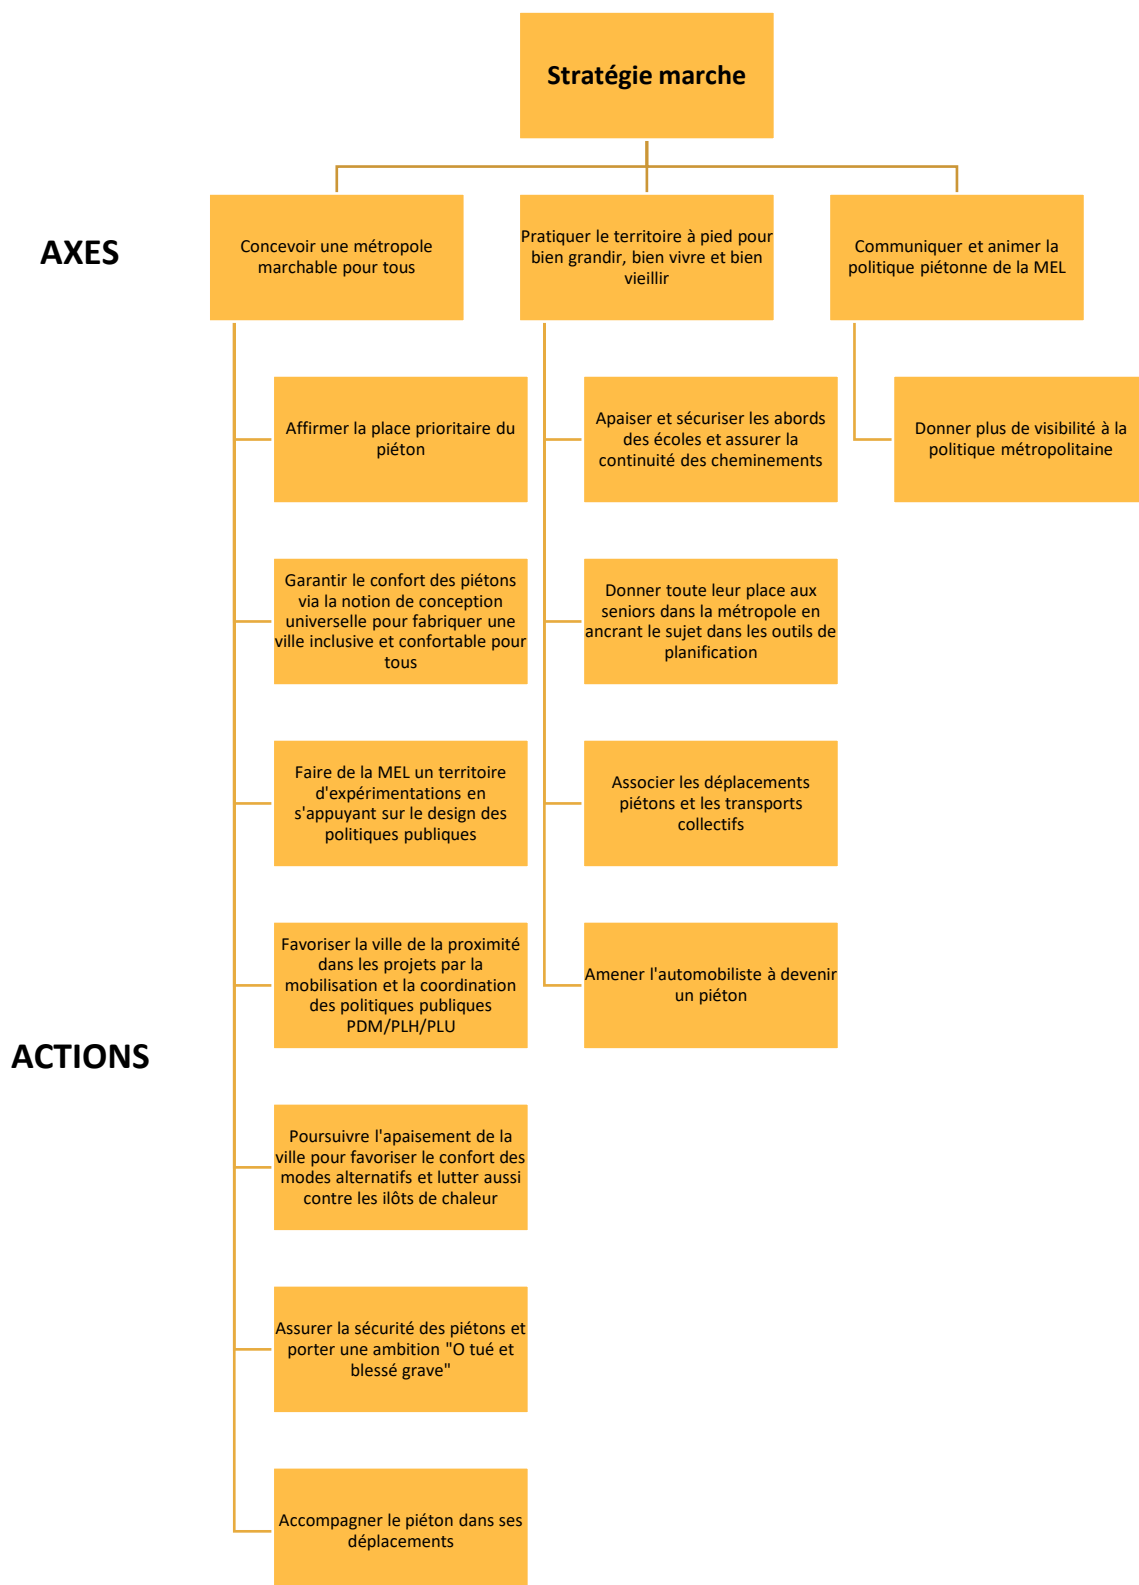 Stratégie marche
AXES
Concevoir une métropole
marchable pour tous
Pratiquer le territoire à pied pour
bien grandir, bien vivre et bien
vieillir
Communiquer et animer la
politique piétonne de la MEL
Affirmer la place prioritaire du
piéton
Apaiser et sécuriser les abords
des écoles et assurer la
continuité des cheminements
Donner plus de visibilité à la
politique métropolitaine
Garantir le confort des piétons
via la notion de conception
universelle pour fabriquer une
ville inclusive et confortable pour
tous
Donner toute leur place aux
seniors dans la métropole en
ancrant le sujet dans les outils de
planification
Faire de la MEL un territoire
d'expérimentations en
s'appuyant sur le design des
politiques publiques
Associer les déplacements
piétons et les transports
collectifs
Favoriser la ville de la proximité
dans les projets par la
mobilisation et la coordination
des politiques publiques
PDM/PLH/PLU
Amener l'automobiliste à devenir
un piéton
ACTIONS
Poursuivre l'apaisement de la
ville pour favoriser le confort des
modes alternatifs et lutter aussi
contre les ilôts de chaleur
Assurer la sécurité des piétons et
porter une ambition "O tué et
blessé grave"
Accompagner le piéton dans ses
déplacements